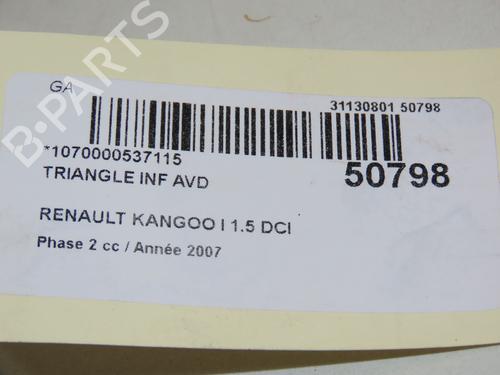 B-PARTS
GA
31130801 50798
*1070000537115
50798
TRIANGLE INF AVD
RENAULT KANGOO I 1.5 DCI
Phase 2 cc / Année 2007